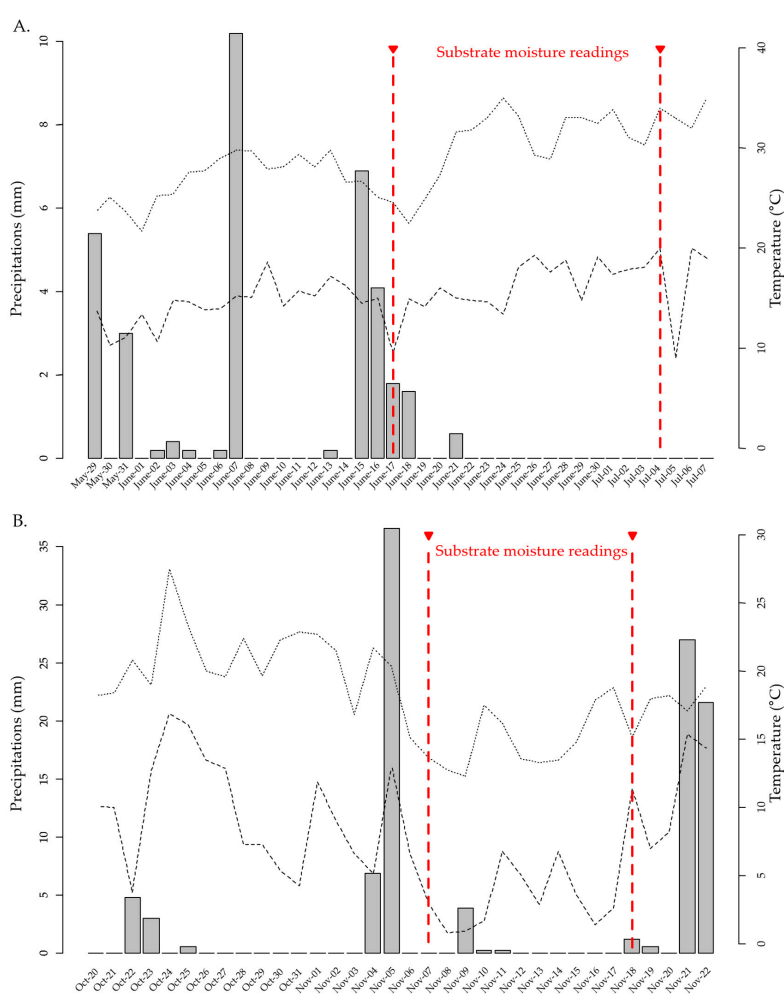 A.
Substrate moisture readings
Precipitations (mm)
0
2
4
6
8
10
Temperature (°C)
0
10
20
30
40
May-29
May-30
May-31
June-01
June-02
June-03
June-04
June-05
June-06
June-07
June-08
June-09
June-10
June-11
June-12
June-13
June-14
June-15
June-16
June-17
June-18
June-19
June-20
June-21
June-22
June-23
June-24
June-25
June-26
June-27
June-28
June-29
June-30
Jul-01
Jul-02
Jul-03
Jul-04
Jul-05
Jul-06
Jul-07
B.
Substrate moisture readings
Precipitations (mm)
0
5
10
15
20
25
30
35
Temperature (°C)
0
5
10
15
20
25
30
Oct-20
Oct-21
Oct-22
Oct-23
Oct-24
Oct-25
Oct-26
Oct-27
Oct-28
Oct-29
Oct-30
Oct-31
Nov-01
Nov-02
Nov-03
Nov-04
Nov-05
Nov-06
Nov-07
Nov-08
Nov-09
Nov-10
Nov-11
Nov-12
Nov-13
Nov-14
Nov-15
Nov-16
Nov-17
Nov-18
Nov-19
Nov-20
Nov-21
Nov-22